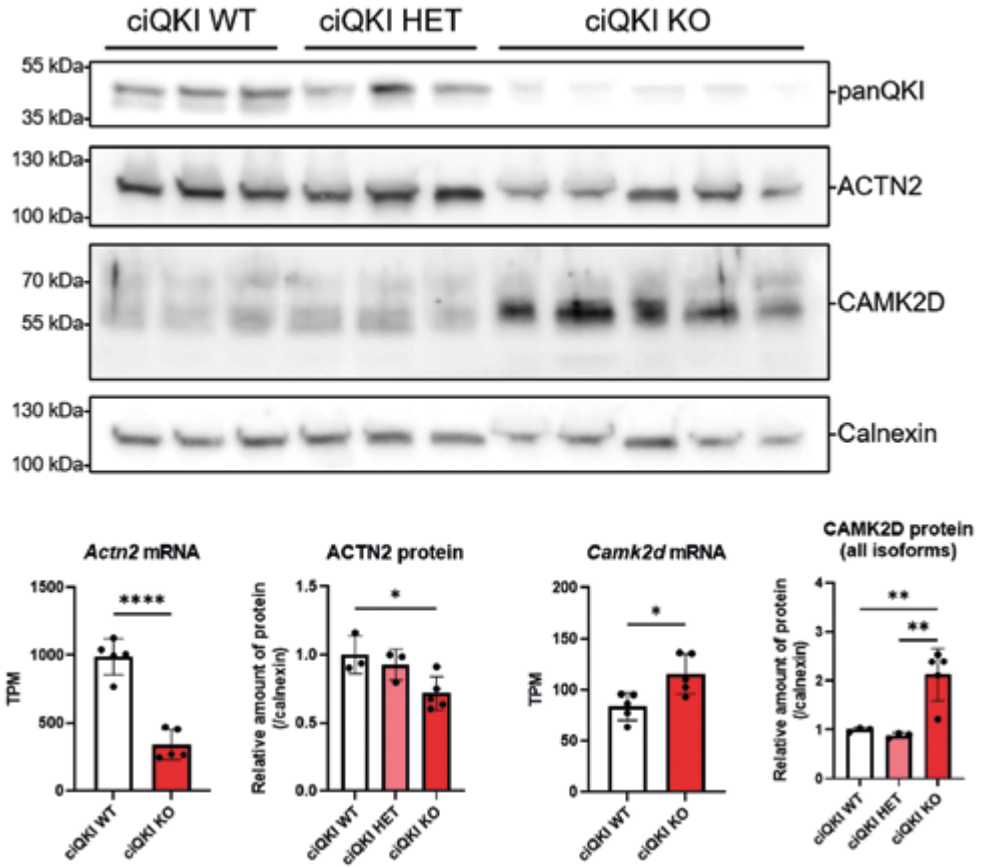 ciQKI WT ciQKI HET ciQKI KO
55 kDa
35 kDa
panQKI
130 kDa
100 kDa
ACTN2
70 kDa
55 kDa
CAMK2D
130 kDa
100 kDa
Calnexin
Actn2 mRNA
****
TPM
1500
1000
500
0
ciQKI WT
ciQKI KO
ACTN2 protein
*
Relative amount of protein
(/calnexin)
1.5
1.0
0.5
0.0
ciQKI WT
ciQKI HET
ciQKI KO
Camk2d mRNA
*
TPM
200
150
100
50
0
ciQKI WT
ciQKI KO
CAMK2D protein
(all isoforms)
**
**
Relative amount of protein
(/calnexin)
4
3
2
1
0
ciQKI WT
ciQKI HET
ciQKI KO